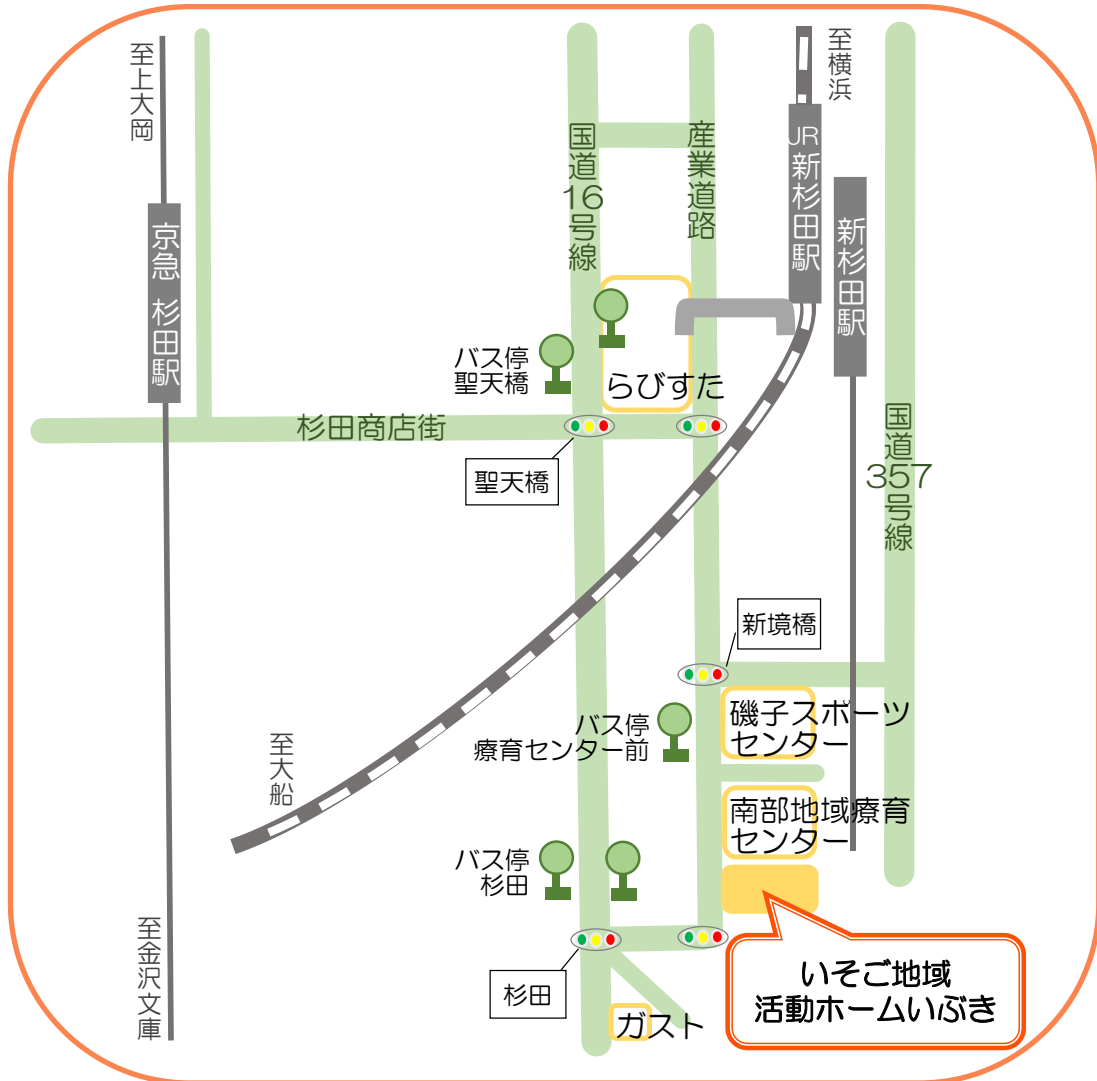 至上大岡
国道16号線
産業道路
至横浜
JR新杉田駅
新杉田駅
京急 杉田駅
バス停
聖天橋
らびすた
杉田商店街
聖天橋
国道357号線
新境橋
磯子スポーツ
センター
バス停
療育センター前
至大船
南部地域療育
センター
バス停
杉田
至金沢文庫
いそご地域
活動ホームいぶき
杉田
ガスト